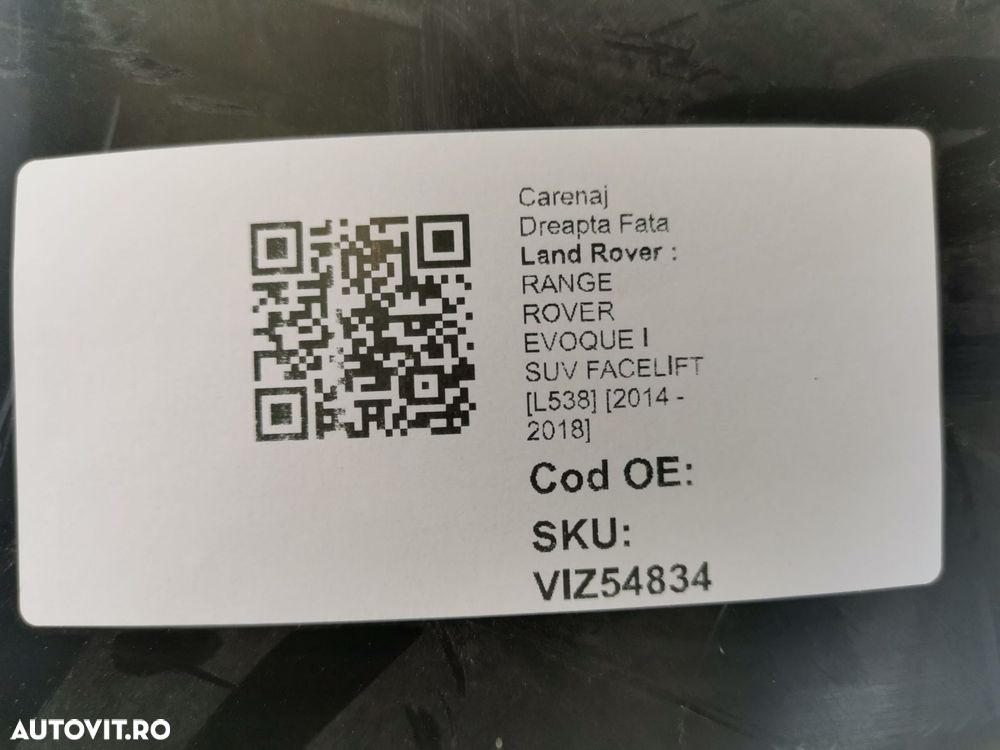 Carenaj
Dreapta Fata
Land Rover :
RANGE
ROVER
EVOQUE I
SUV FACELIFT
[L538] [2014 -
2018]
Cod OE:
SKU:
VIZ54834
AUTOVIT.RO